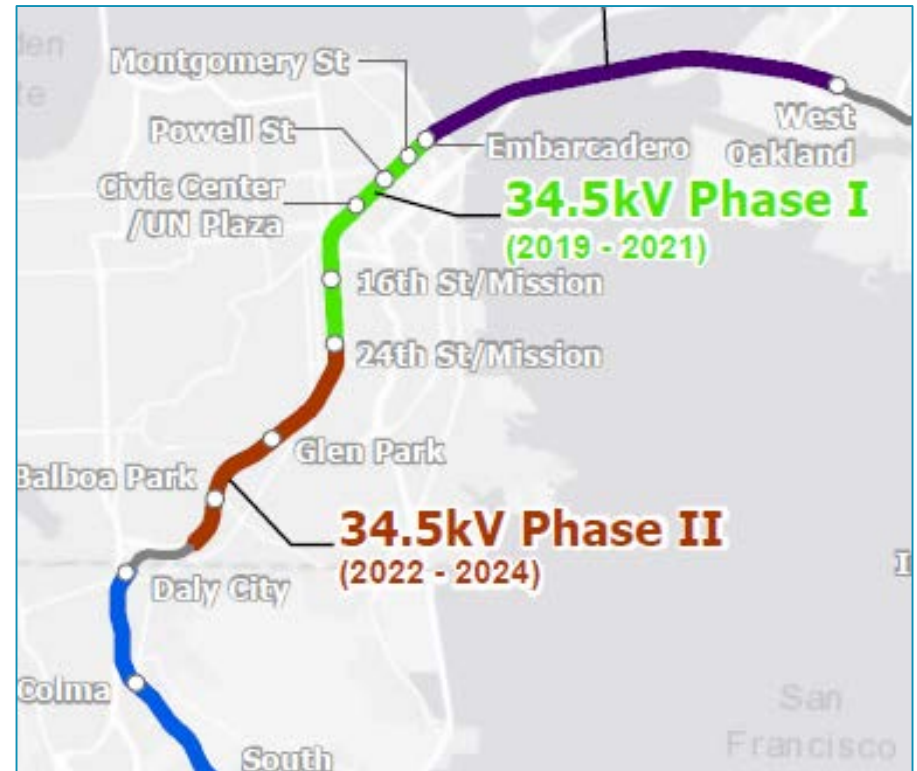 den
te
Montgomery St
Powell St
Civic Center
/UN Plaza
Embarcadero
West
Oakland
34.5kV Phase I
(2019 - 2021)
16th St/Mission
24th St/Mission
Glen Park
Balboa Park
34.5kV Phase II
(2022 - 2024)
Daly City
I
Colma
South
San
Francisco